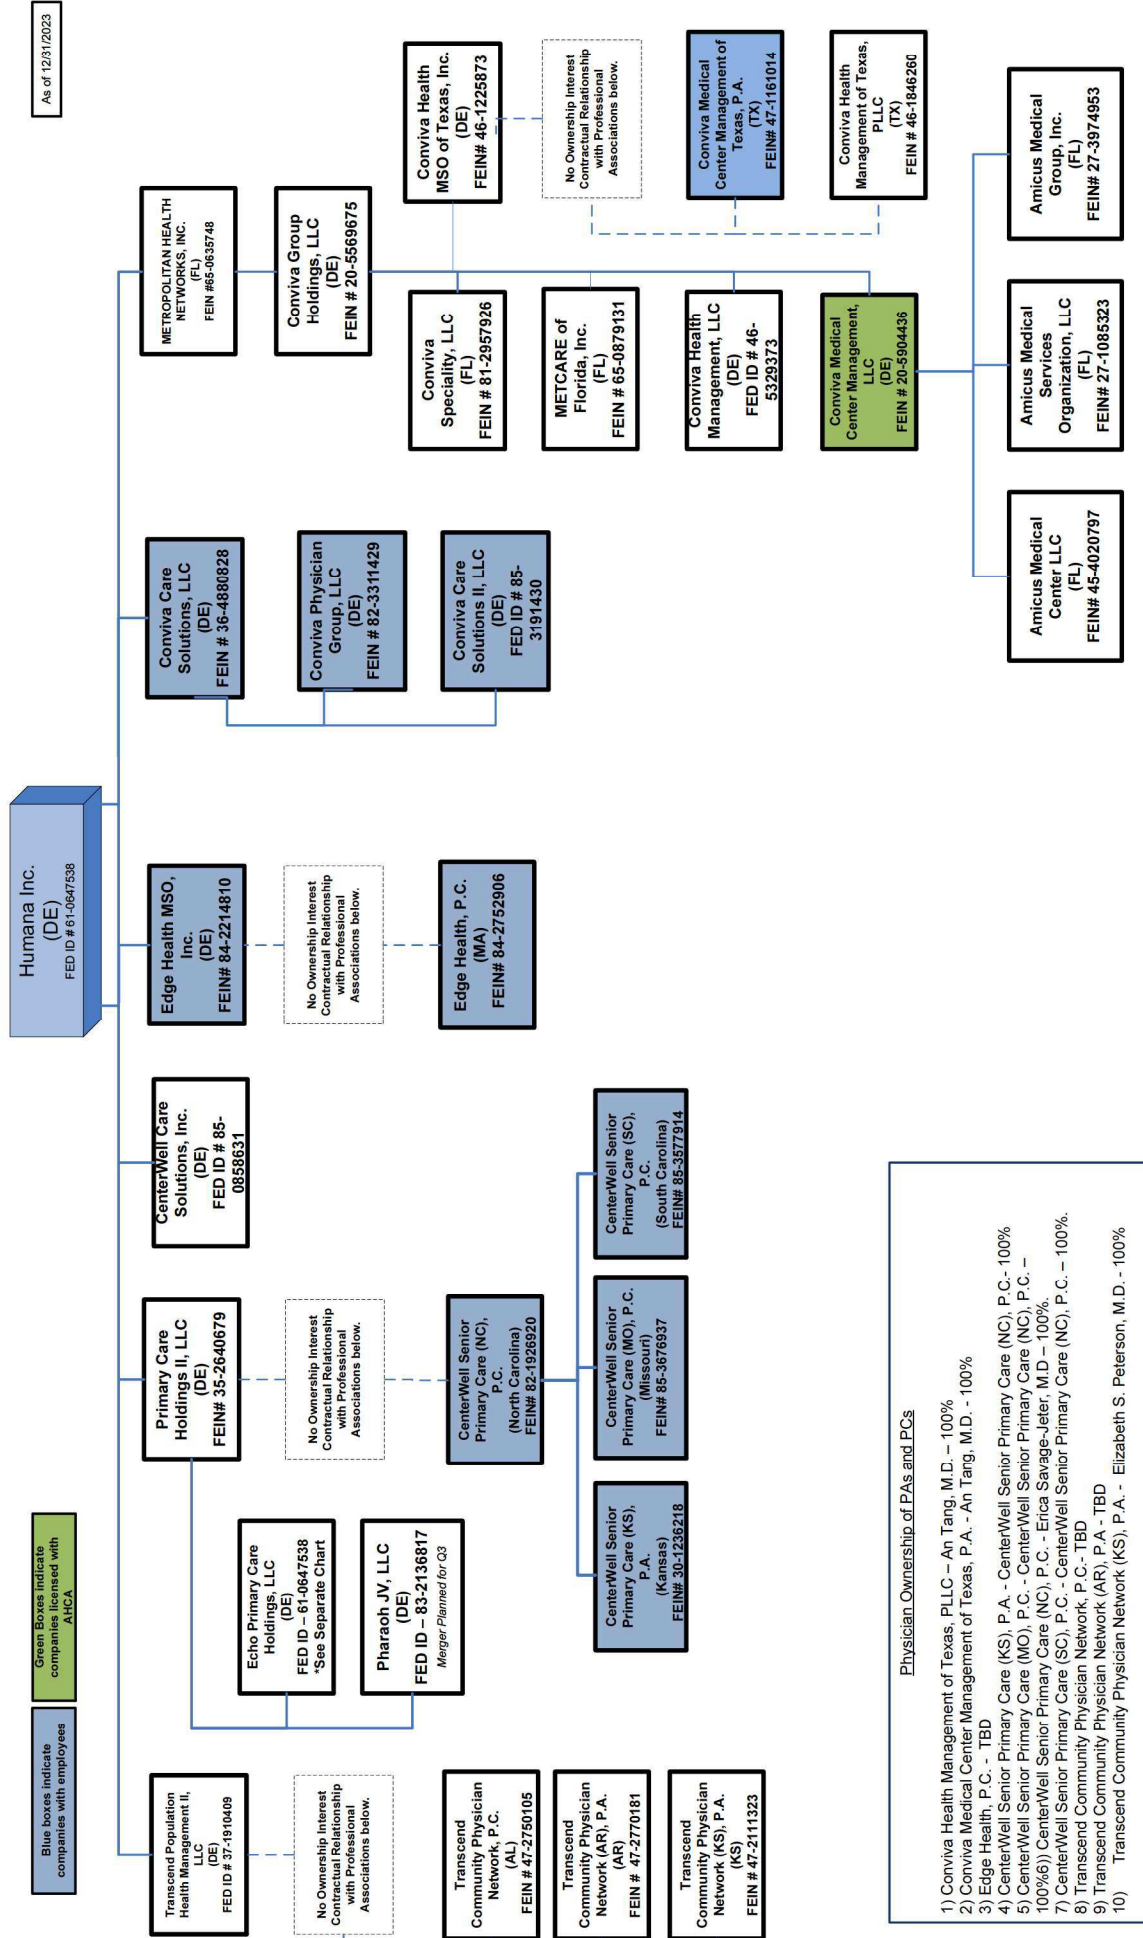 As of 12/31/2023
Blue boxes indicate
companies with employees
Green Boxes indicate
companies licensed with
AHCA
Humana Inc.
(DE)
FED ID # 61-0647538
Transcend Population
Health Management II,
LLC
(DE)
FED ID # 37-1910409
No Ownership Interest
Contractual Relationship
with Professional
Associations below.
Transcend
Community Physician
Network, P.C.
(AL)
FEIN # 47-2750105
Transcend
Community Physician
Network (AR), P.A.
(AR)
FEIN # 47-2770181
Transcend
Community Physician
Network (KS), P.A.
(KS)
FEIN # 47-2111323
Primary Care
Holdings II, LLC
(DE)
FEIN# 35-2640679
Echo Primary Care
Holdings, LLC
(DE)
FED ID – 61-0647538
*See Separate Chart
Pharaoh JV, LLC
(DE)
FED ID – 83-2136817
Merger Planned for Q3
No Ownership Interest
Contractual Relationship
with Professional
Associations below.
CenterWell Senior
Primary Care (NC),
P.C.
(North Carolina)
FEIN# 82-1926920
CenterWell Senior
Primary Care (KS),
P.A.
(Kansas)
FEIN# 30-1236218
CenterWell Senior
Primary Care (MO), P.C.
(Missouri)
FEIN# 85-3676937
CenterWell Senior
Primary Care (SC),
P.C.
(South Carolina)
FEIN# 85-3577914
CenterWell Care
Solutions, Inc.
(DE)
FED ID # 85-
0858631
Edge Health MSO,
Inc.
(DE)
FEIN# 84-2214810
No Ownership Interest
Contractual Relationship
with Professional
Associations below.
Edge Health, P.C.
(MA)
FEIN# 84-2752906
Conviva Care
Solutions, LLC
(DE)
FEIN # 36-4880828
Conviva Physician
Group, LLC
(DE)
FEIN # 82-3311429
Conviva Care
Solutions II, LLC
(DE)
FED ID # 85-
3191430
METROPOLITAN HEALTH
NETWORKS, INC.
(FL)
FEIN #65-0635748
Conviva Group
Holdings, LLC
(DE)
FEIN # 20-5569675
Conviva
Speciality, LLC
(FL)
FEIN # 81-2957926
METCARE of
Florida, Inc.
(FL)
FEIN # 65-0879131
Conviva Health
Management, LLC
(DE)
FED ID # 46-
5329373
Conviva Medical
Center Management,
LLC
(DE)
FEIN # 20-5904436
Conviva Health
MSO of Texas, Inc.
(DE)
FEIN# 46-1225873
No Ownership Interest
Contractual Relationship
with Professional
Associations below.
Conviva Medical
Center Management of
Texas, P.A.
(TX)
FEIN# 47-1161014
Conviva Health
Management of Texas,
PLLC
(TX)
FEIN # 46-1846260
Amicus Medical
Center LLC
(FL)
FEIN# 45-4020797
Amicus Medical
Services
Organization, LLC
(FL)
FEIN# 27-1085323
Amicus Medical
Group, Inc.
(FL)
FEIN# 27-3974953
Physician Ownership of PAs and PCs
1) Conviva Health Management of Texas, PLLC – An Tang, M.D. – 100%
2) Conviva Medical Center Management of Texas, P.A. - An Tang, M.D. - 100%
3) Edge Health, P.C. - TBD
4) CenterWell Senior Primary Care (KS), P.A. - CenterWell Senior Primary Care (NC), P.C.- 100%
5) CenterWell Senior Primary Care (MO), P.C. - CenterWell Senior Primary Care (NC), P.C. –
100%6)) CenterWell Senior Primary Care (NC), P.C. - Erica Savage-Jeter, M.D – 100%.
7) CenterWell Senior Primary Care (SC), P.C. - CenterWell Senior Primary Care (NC), P.C. – 100%.
8) Transcend Community Physician Network, P.C.- TBD
9) Transcend Community Physician Network (AR), P.A - TBD
10) Transcend Community Physician Network (KS), P.A. - Elizabeth S. Peterson, M.D. - 100%